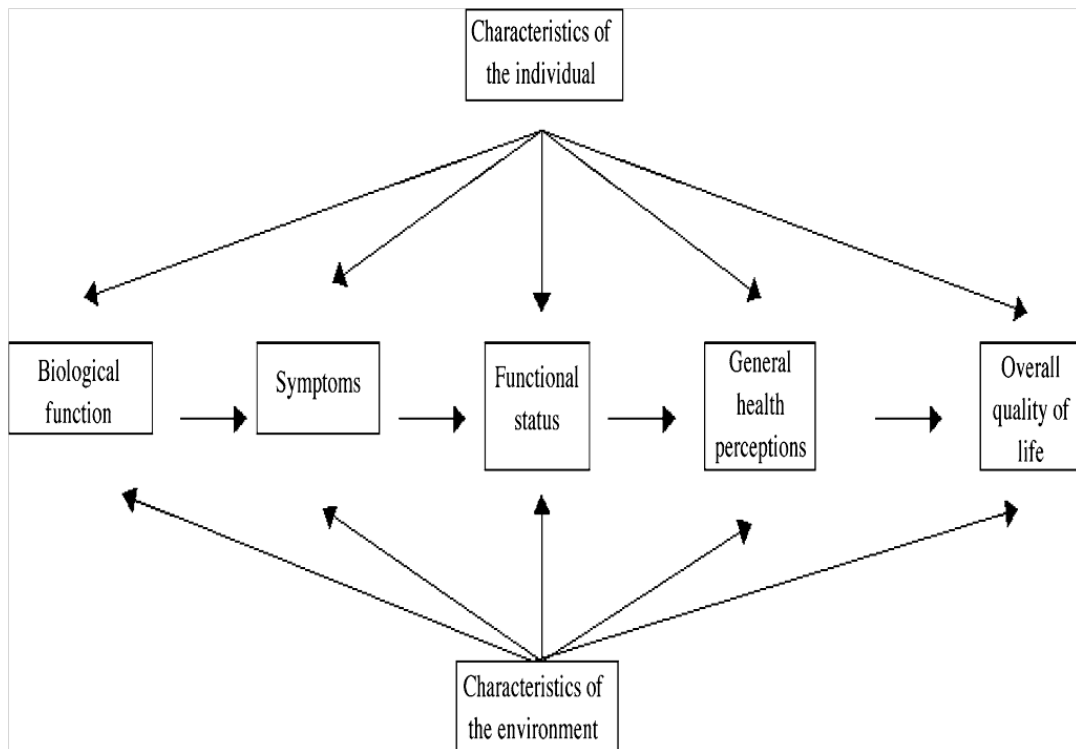 Characteristics of
the individual
Biological
function
Symptoms
Functional
status
General
health
perceptions
Overall
quality of
life
Characteristics of
the environment